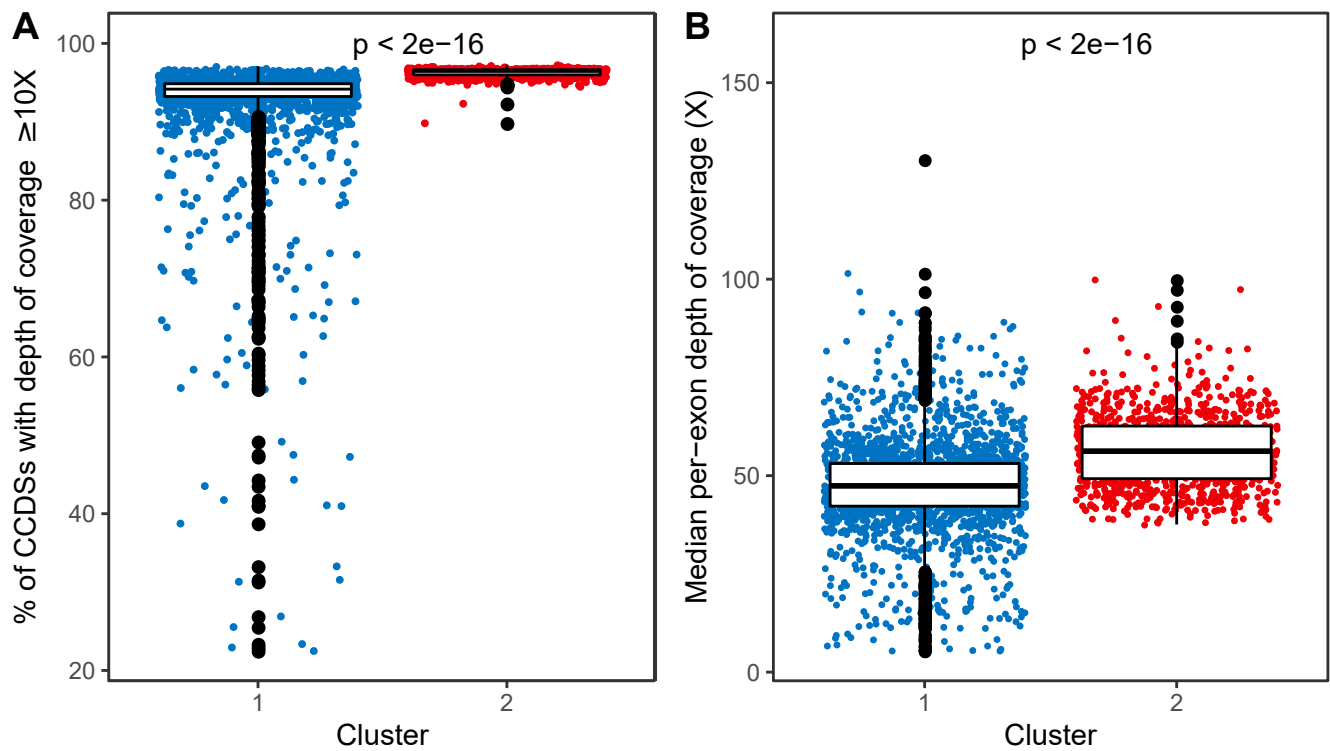 A
p < 2e−16
% of CCDSs with depth of coverage ≥10X
100
80
60
40
20
1
2
Cluster
B
p < 2e−16
Median per−exon depth of coverage (X)
150
100
50
0
1
2
Cluster